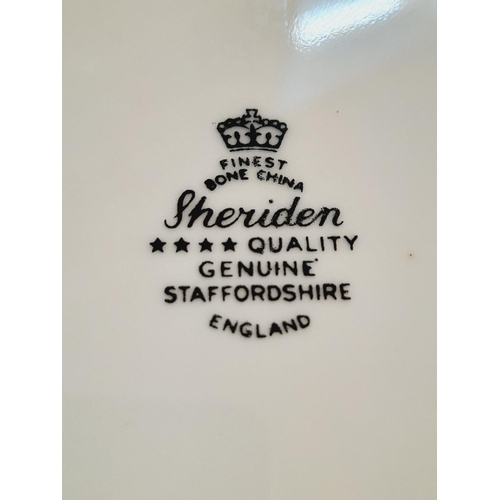 FINEST
BONE CHINA
Sheriden
★★★★ QUALITY
GENUINE
STAFFORDSHIRE
ENGLAND